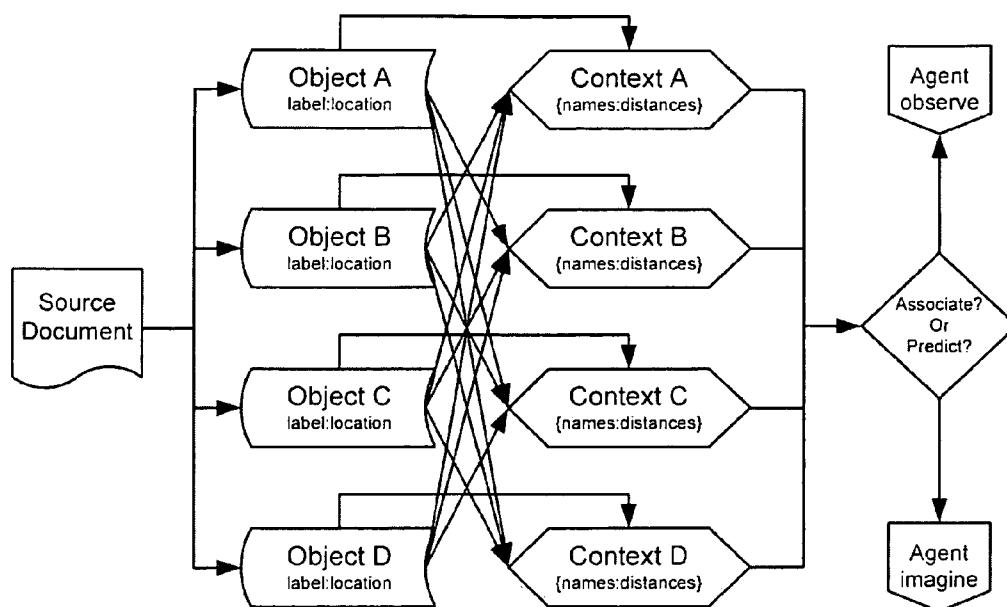 Source
Document
Object A
label:location
Object B
label:location
Object C
label:location
Object D
label:location
Context A
{names:distances}
Context B
{names:distances}
Context C
{names:distances}
Context D
{names:distances}
Associate?
Or
Predict?
Agent
observe
Agent
imagine